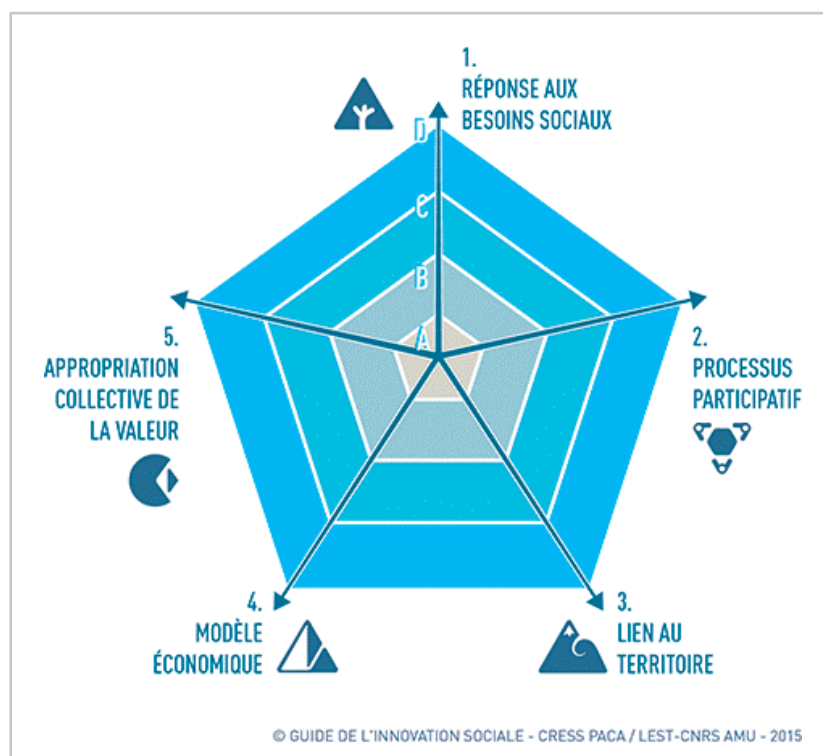 1.
RÉPONSE AUX
BESOINS SOCIAUX
D
C
B
A
2.
PROCESSUS
PARTICIPATIF
3.
LIEN AU
TERRITOIRE
4.
MODÈLE
ÉCONOMIQUE
5.
APPROPRIATION
COLLECTIVE DE
LA VALEUR
© GUIDE DE L'INNOVATION SOCIALE - CRESS PACA / LEST-CNRS AMU - 2015